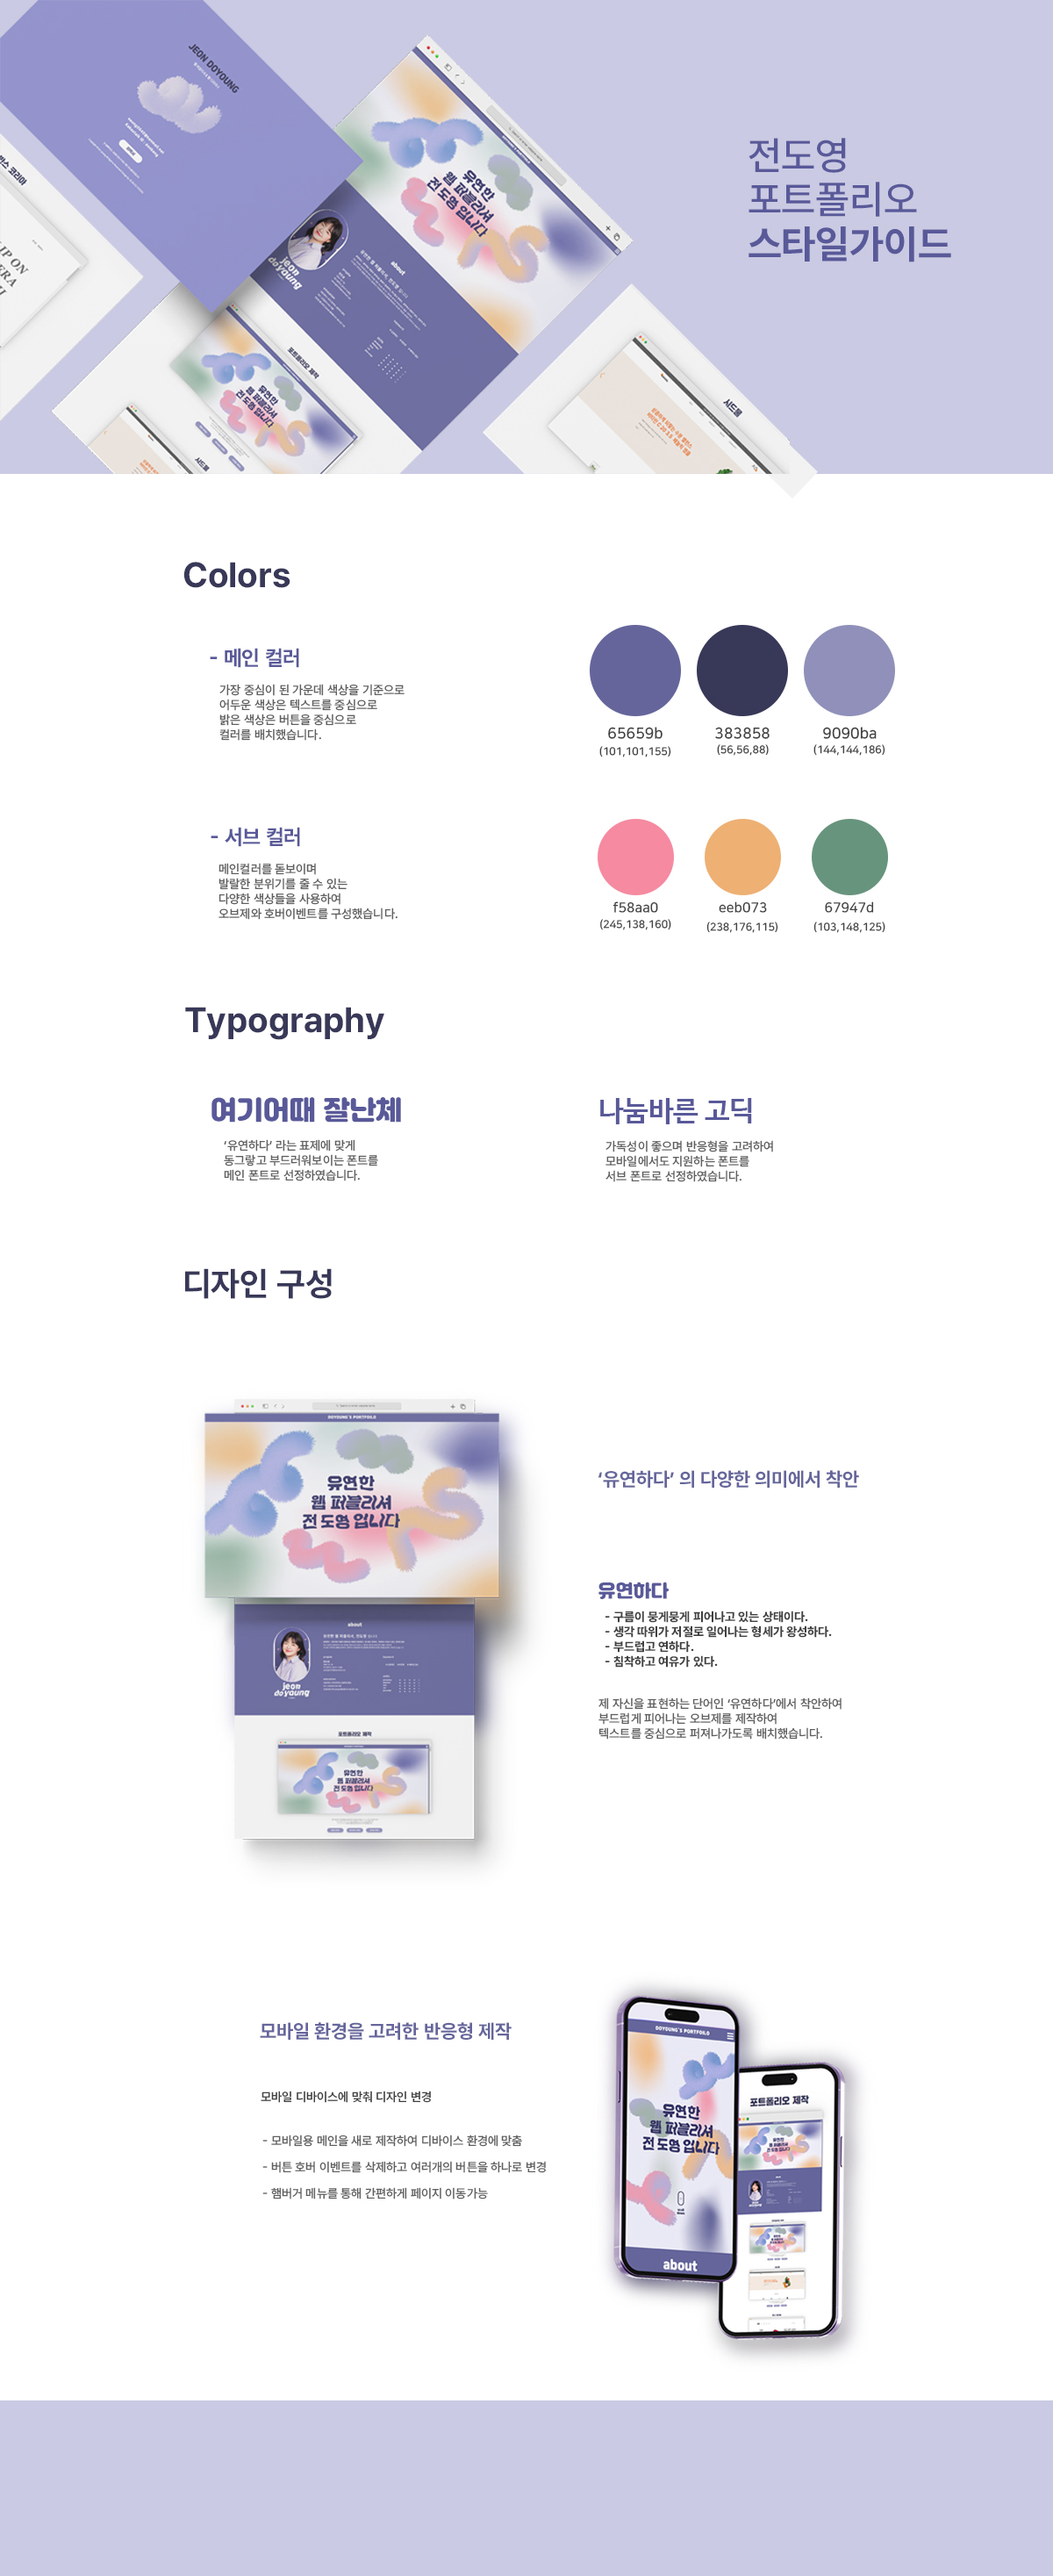 JEON DOYOUNG
유연한
웹 퍼블리셔
전도영 입니다
about
jeon
doyoung
포트폴리오 제작
유연한
웹 퍼블리셔
전도영 입니다
샤드봄
샤드봄
전도영
포트폴리오
스타일가이드
Colors
- 메인 컬러
가장 중심이 된 가운데 색상을 기준으로
어두운 색상은 텍스트를 중심으로
밝은 색상은 버튼을 중심으로
컬러를 배치했습니다.
65659b
(101,101,155)
383858
(56,56,88)
9090ba
(144,144,186)
- 서브 컬러
메인컬러를 돋보이며
발랄한 분위기를 줄 수 있는
다양한 색상들을 사용하여
오브제와 호버이벤트를 구성했습니다.
f58aa0
(245,138,160)
eeb073
(238,176,115)
67947d
(103,148,125)
Typography
여기어때 잘난체
‘유연하다’ 라는 표제에 맞게
동그랗고 부드러워보이는 폰트를
메인 폰트로 선정하였습니다.
나눔바른 고딕
가독성이 좋으며 반응형을 고려하여
모바일에서도 지원하는 폰트를
서브 폰트로 선정하였습니다.
디자인 구성
DOYOUNG'S PORTFOILO
유연한
웹 퍼블리셔
전도영 입니다
about
jeon
doyoung
포트폴리오 제작
유연한
웹 퍼블리셔
전도영 입니다
‘유연하다’ 의 다양한 의미에서 착안
유연하다
- 구름이 뭉게뭉게 피어나고 있는 상태이다.
- 생각 따위가 저절로 일어나는 형세가 왕성하다.
- 부드럽고 연하다.
- 침착하고 여유가 있다.
제 자신을 표현하는 단어인 ‘유연하다’에서 착안하여
부드럽게 피어나는 오브제를 제작하여
텍스트를 중심으로 퍼져나가도록 배치했습니다.
모바일 환경을 고려한 반응형 제작
모바일 디바이스에 맞춰 디자인 변경
- 모바일용 메인을 새로 제작하여 디바이스 환경에 맞춤
- 버튼 호버 이벤트를 삭제하고 여러개의 버튼을 하나로 변경
- 햄버거 메뉴를 통해 간편하게 페이지 이동가능
DOYOUNG'S PORTFOILO
유연한
웹 퍼블리셔
전도영 입니다
about
포트폴리오 제작
유연한
웹 퍼블리셔
전도영 입니다